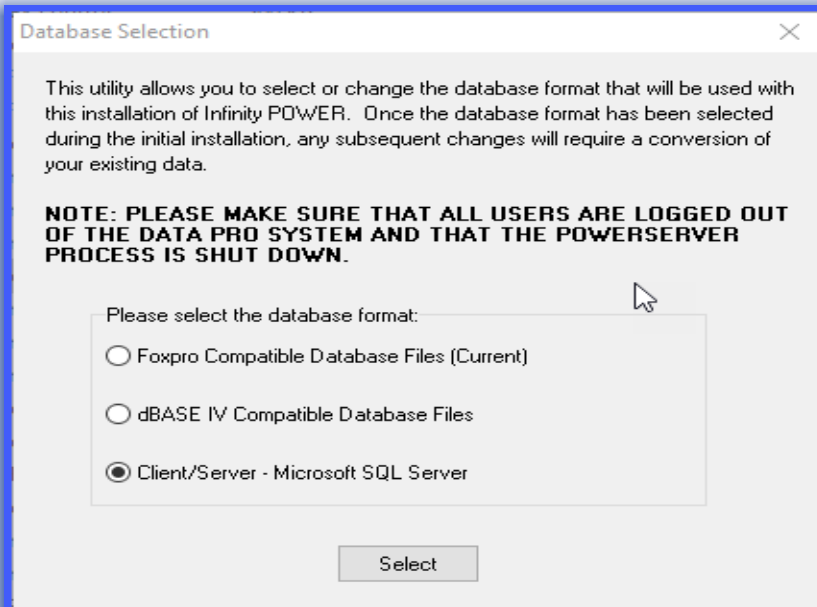 Database Selection
This utility allows you to select or change the database format that will be used with
this installation of Infinity POWER.  Once the database format has been selected
during the initial installation, any subsequent changes will require a conversion of
your existing data.
NOTE: PLEASE MAKE SURE THAT ALL USERS ARE LOGGED OUT
OF THE DATA PRO SYSTEM AND THAT THE POWERSERVER
PROCESS IS SHUT DOWN.
Please select the database format:
Foxpro Compatible Database Files (Current)
dBASE IV Compatible Database Files
Client/Server - Microsoft SQL Server
Select